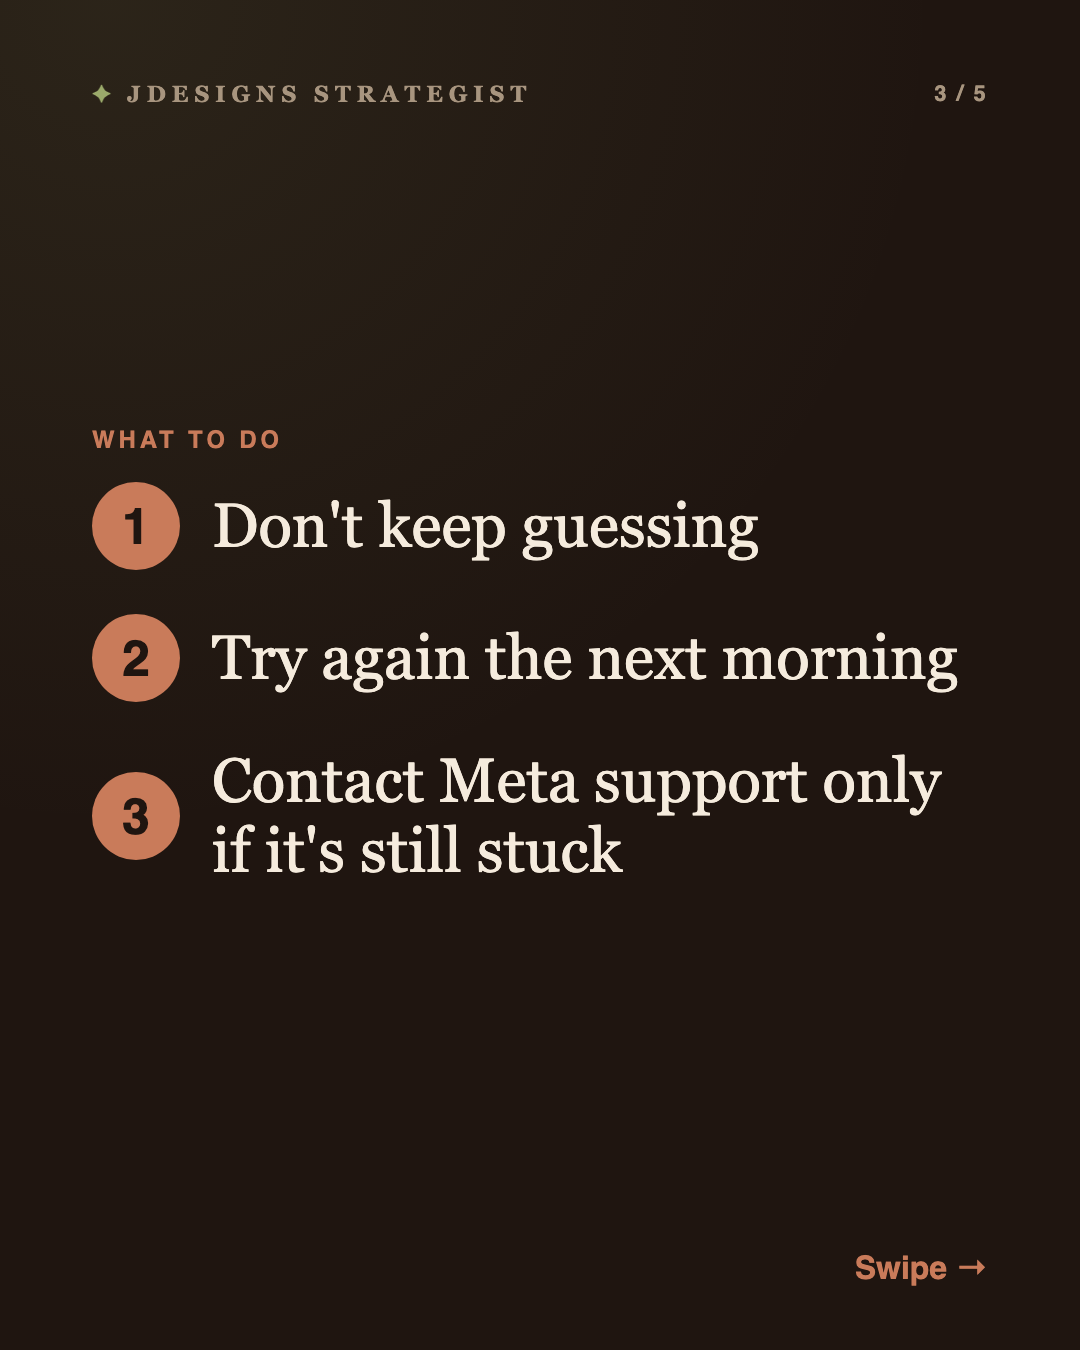 ✦ JDESIGNS STRATEGIST
3 / 5
WHAT TO DO
1 Don't keep guessing
2 Try again the next morning
3 Contact Meta support only
if it's still stuck
Swipe →